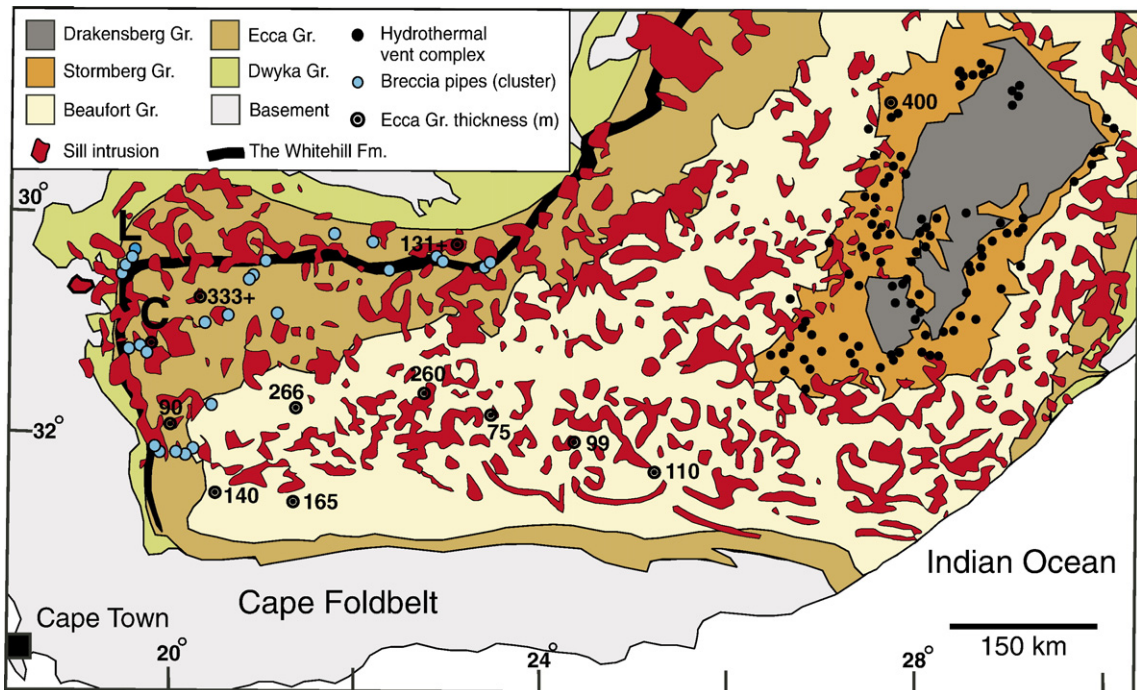 Drakensberg Gr.
Ecca Gr.
Hydrothermal
vent complex
Stormberg Gr.
Dwyka Gr.
Breccia pipes (cluster)
Beaufort Gr.
Basement
Ecca Gr. thickness (m)
Sill intrusion
The Whitehill Fm.
400
30°
L
131+
333+
C
260
266
90
32
75
99
110
140
165
Indian Ocean
Cape Foldbelt
Cape Town
150 km
20°
24°
28°